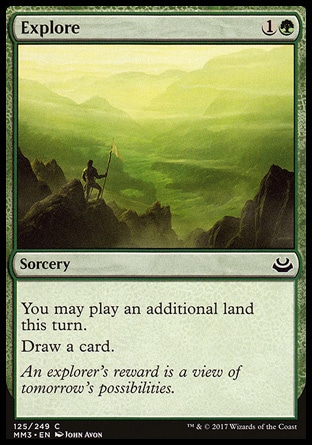 Explore 1
Sorcery
You may play an additional land
this turn.
Draw a card.
An explorer's reward is a view of
tomorrow's possibilities.
125/249 C
MM3 • EN JOHN AVON ™ & © 2017 Wizards of the Coast